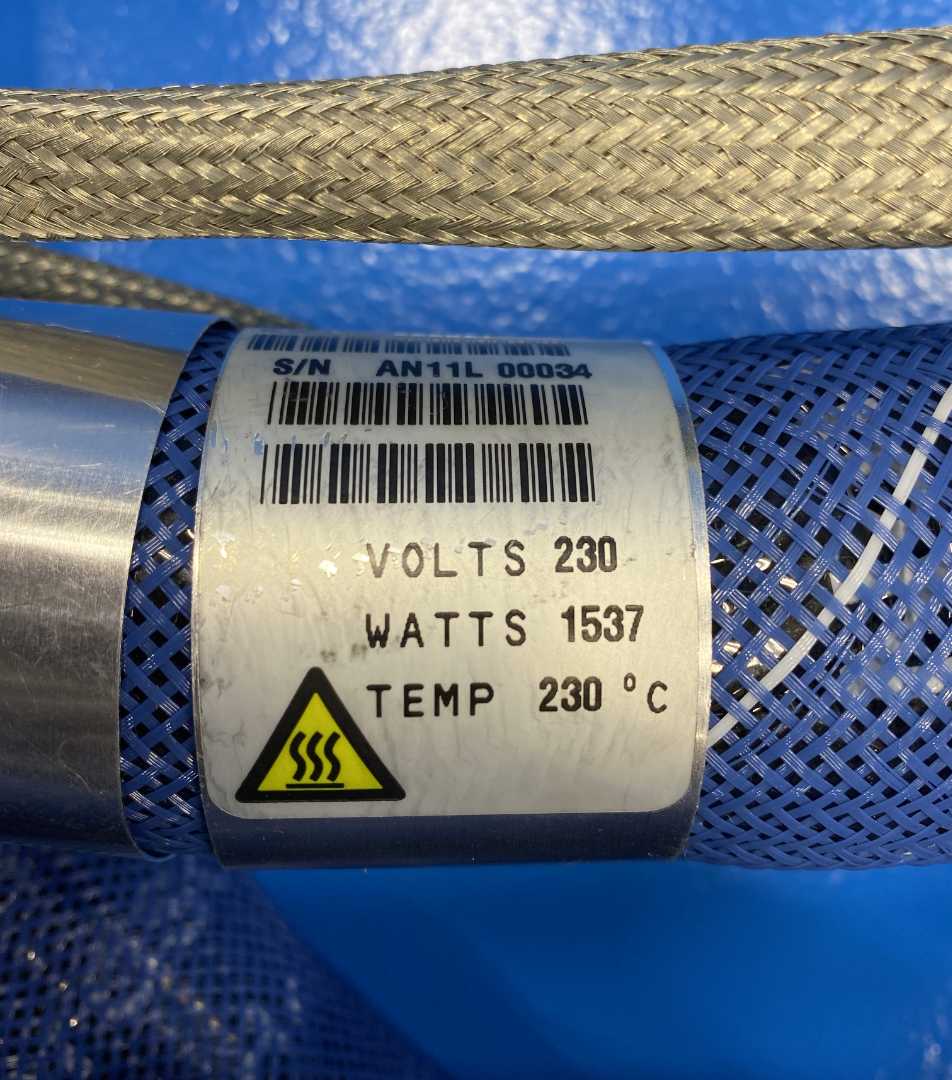 S/N AN11L 00034
VOLTS 230
WATTS 1537
TEMP 230 °C